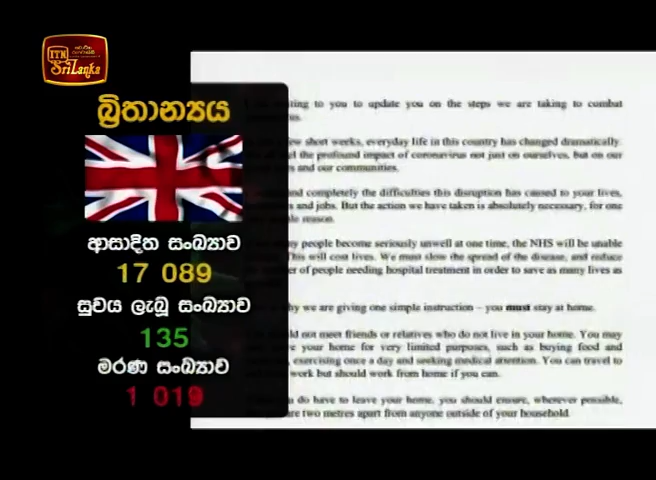 ITN
Sri Lanka
බ්‍රිතාන්‍යය
ආසාදිත සංඛ්‍යාව
17 089
සුවය ලැබූ සංඛ්‍යාව
135
මරණ සංඛ්‍යාව
1 019
to you to update you on the steps we are taking to combat
short weeks, everyday life in this country has changed dramatically.
the profound impact of coronavirus not just on ourselves, but on our
and our communities.
completely the difficulties this disruption has caused to your lives,
and jobs. But the action we have taken is absolutely necessary, for one
reason.
people become seriously unwell at one time, the NHS will be unable
This will cost lives. We must slow the spread of the disease, and reduce
of people needing hospital treatment in order to save as many lives as
we are giving one simple instruction – you must stay at home.
not meet friends or relatives who do not live in your home. You may
your home for very limited purposes, such as buying food and
exercising once a day and seeking medical attention. You can travel to
work but should work from home if you can.
do have to leave your home, you should ensure, wherever possible,
are two metres apart from anyone outside of your household.